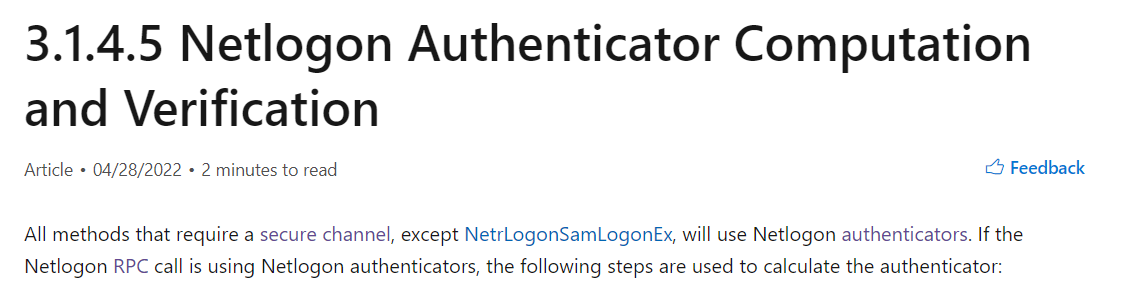 3.1.4.5 Netlogon Authenticator Computation
and Verification
Article • 04/28/2022 • 2 minutes to read
Feedback
All methods that require a secure channel, except NetrLogonSamLogonEx, will use Netlogon authenticators. If the
Netlogon RPC call is using Netlogon authenticators, the following steps are used to calculate the authenticator: